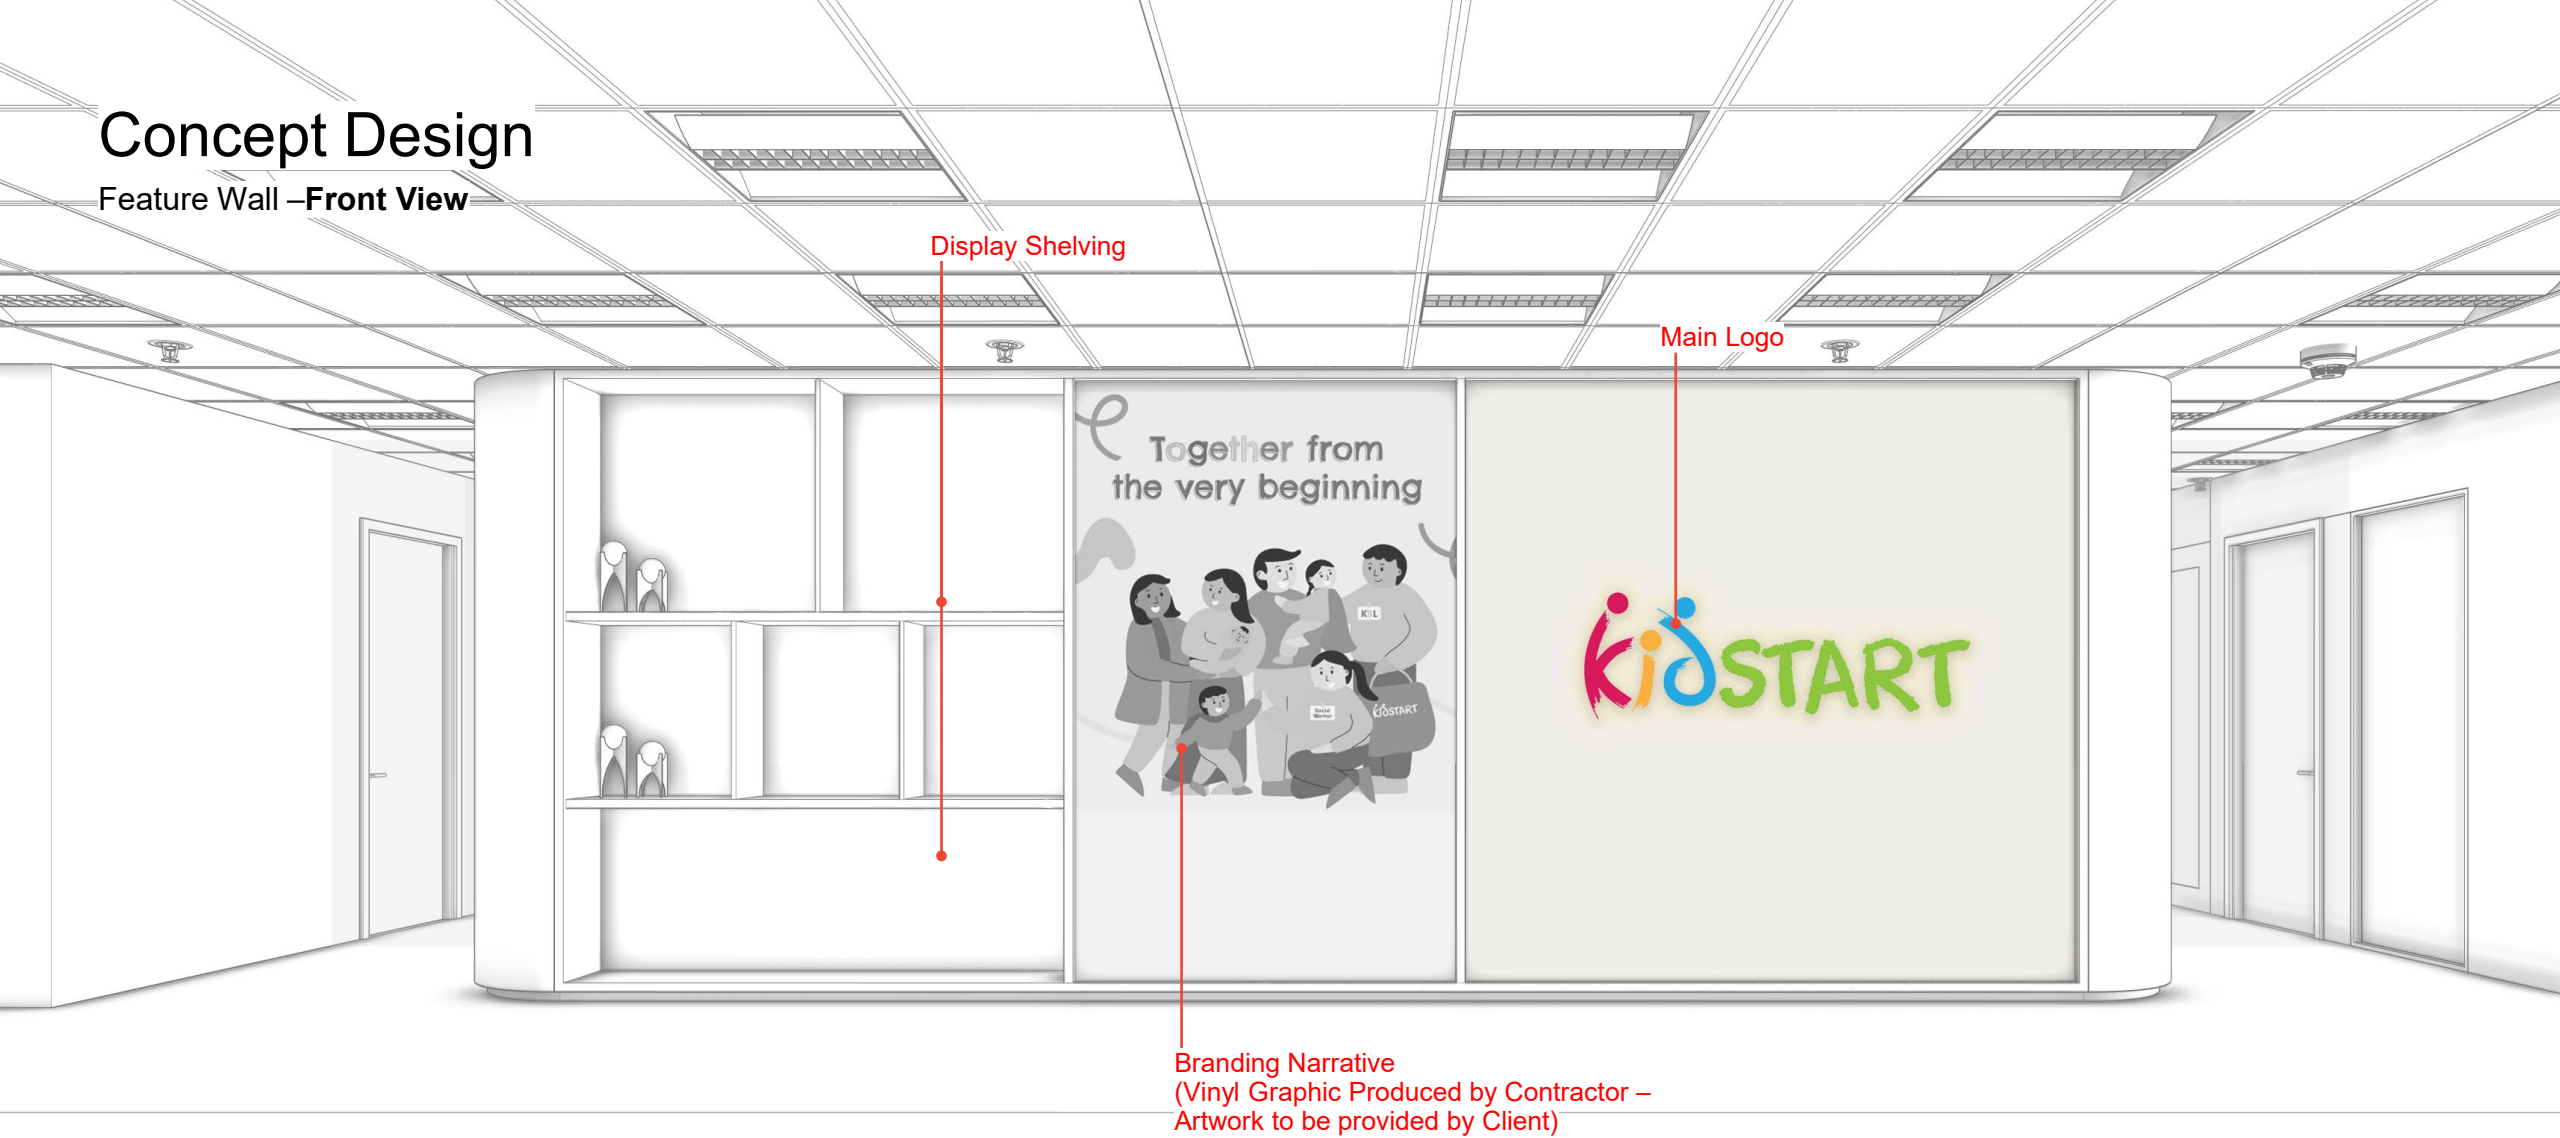 Concept Design
Feature Wall –Front View
Display Shelving
Main Logo
Together from
the very beginning
K&L
Social
Worker
KIDSTART
kidSTART
Branding Narrative
(Vinyl Graphic Produced by Contractor –
Artwork to be provided by Client)